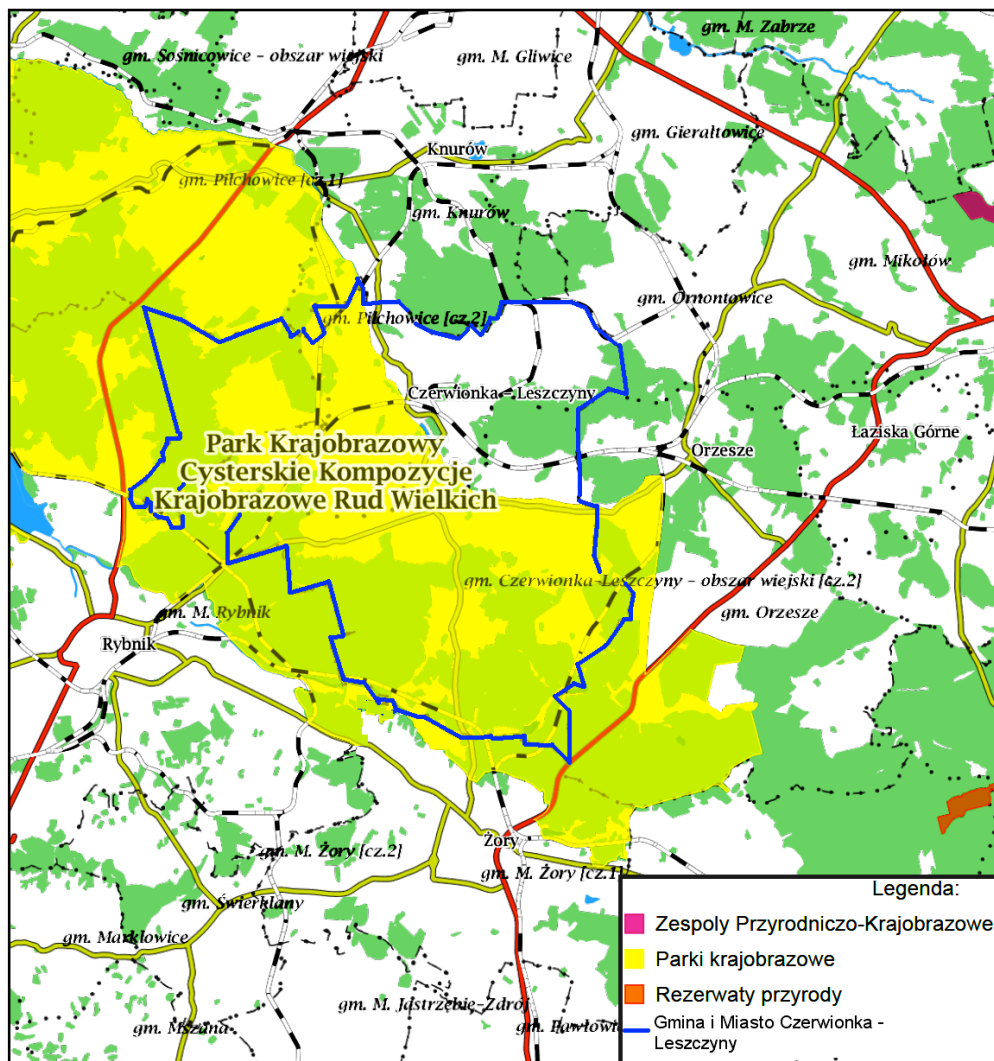 gm. M. Zabrze
gm. Sośnicowice - obszar wiejski
gm. M. Gliwice
gm. Gierałtowice
Knurów
gm. Pilchowice [cz.1]
gm. Knurów
gm. Mikołów
gm. Ornontowice
gm. Pilchowice [cz.2]
Czerwionka - Leszczyny
Łaziska Górne
Park Krajobrazowy
Cysterskie Kompozycje
Krajobrazowe Rud Wielkich
Orzesze
gm. Czerwionka-Leszczyny - obszar wiejski [cz.2]
gm. M. Rybnik
gm. Orzesze
Rybnik
Żory
gm. M. Żory [cz.2]
gm. M. Żory [cz.1]
gm. Świerklany
gm. Marklowice
gm. M. Jastrzębie-Zdrój
gm. Mszana
gm. Pawłowi
Legenda:
Zespoly Przyrodniczo-Krajobrazowe
Parki krajobrazowe
Rezerwaty przyrody
Gmina i Miasto Czerwionka -
Leszczyny